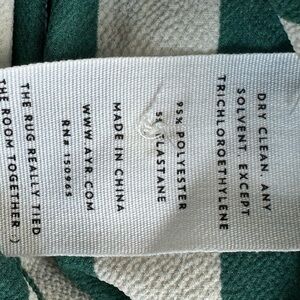 DRY CLEAN. ANY
SOLVENT EXCEPT
TRICHLOROETHYLENE
95% POLYESTER
5% ELASTANE
MADE IN CHINA
WWW.AYR.COM
RN# 150965
THE RUG REALLY TIED
THE ROOM TOGETHER :)